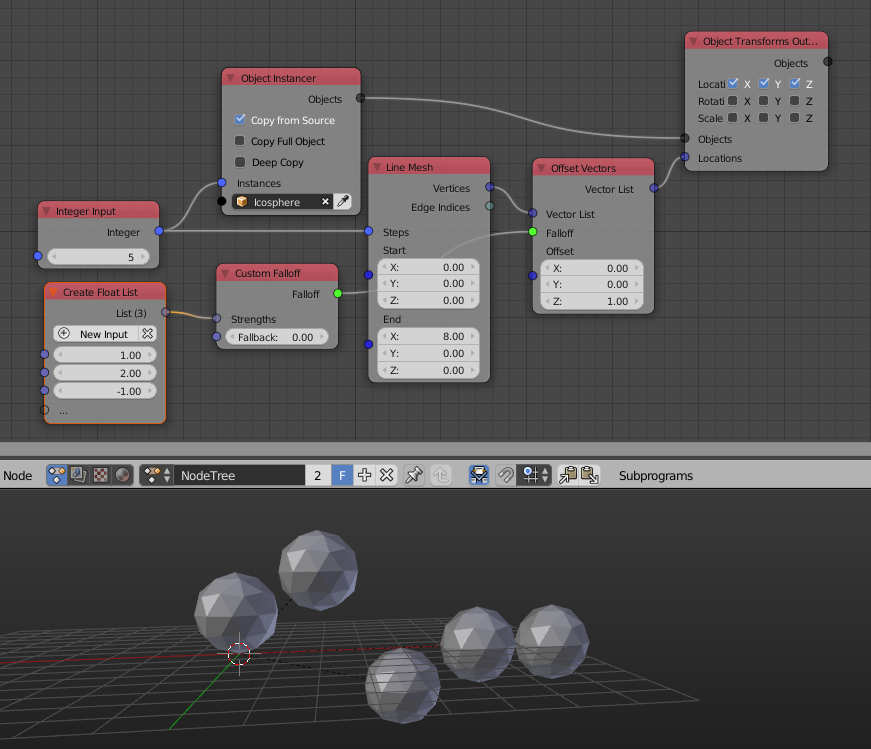 Object Transforms Out...
Objects
Locati X Y Z
Rotati X Y Z
Scale X Y Z
Objects
Locations
Object Instancer
Objects
Copy from Source
Copy Full Object
Deep Copy
Instances
Icosphere
Line Mesh
Vertices
Edge Indices
Steps
Start
X: 0.00
Y: 0.00
Z: 0.00
End
X: 8.00
Y: 0.00
Z: 0.00
Offset Vectors
Vector List
Vector List
Falloff
Offset
X: 0.00
Y: 0.00
Z: 1.00
Integer Input
Integer
5
Custom Falloff
Falloff
Strengths
Fallback: 0.00
Create Float List
List (3)
New Input
1.00
2.00
-1.00
...
Node NodeTree 2 F Subprograms